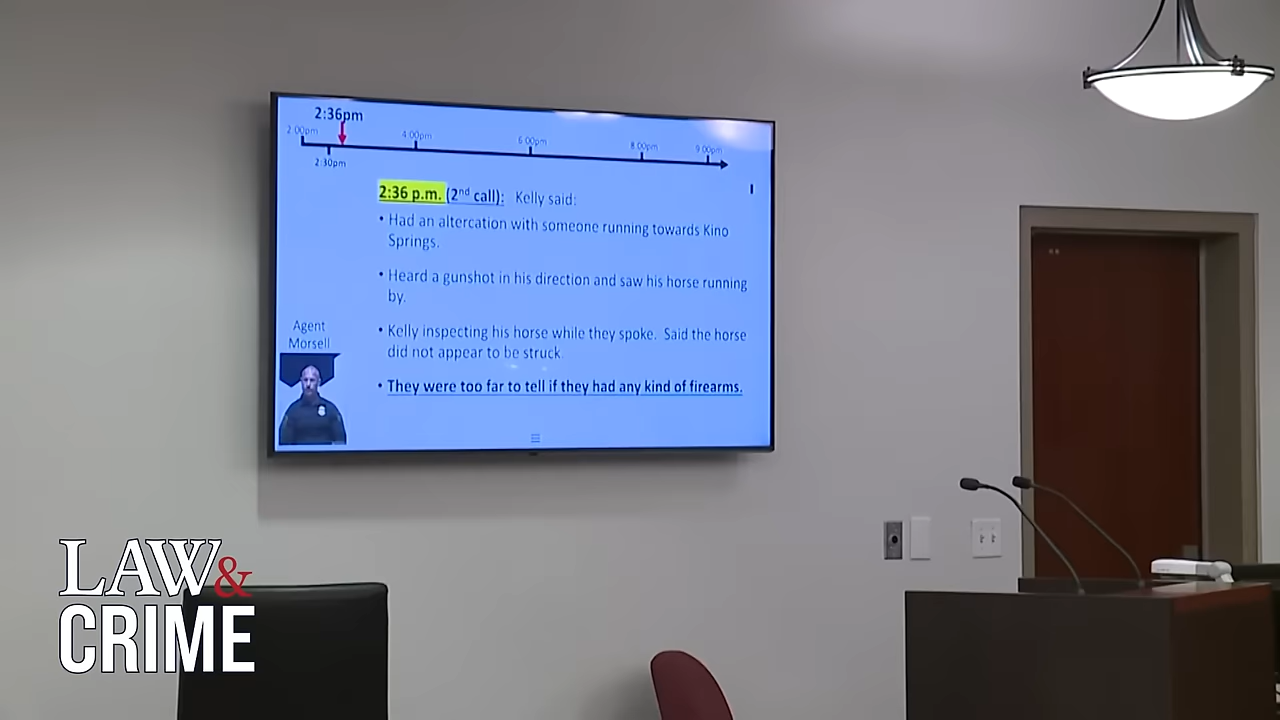 2:36pm
2:00pm
4:00pm
6:00pm
8:00pm
9:00pm
2:30pm
2:36 p.m. (2nd call): Kelly said:
• Had an altercation with someone running towards Kino
Springs.
• Heard a gunshot in his direction and saw his horse running
by.
• Kelly inspecting his horse while they spoke. Said the horse
did not appear to be struck.
• They were too far to tell if they had any kind of firearms.
Agent
Morsell
LAW&
CRIME